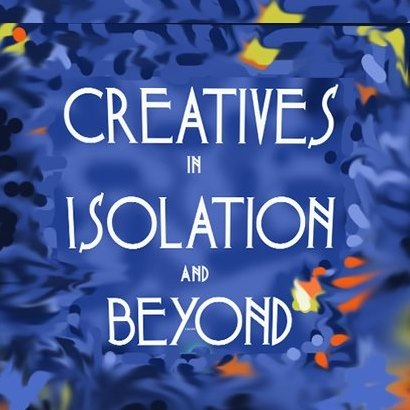 CREATIVES
IN
ISOLATION
AND
BEYOND